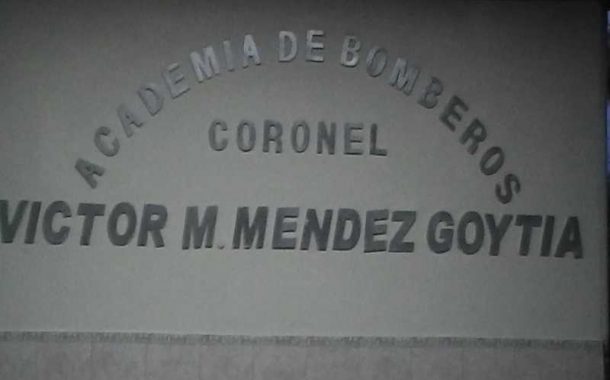 ACADEMIA DE BOMBEROS
CORONEL
VICTOR M. MENDEZ GOYTIA